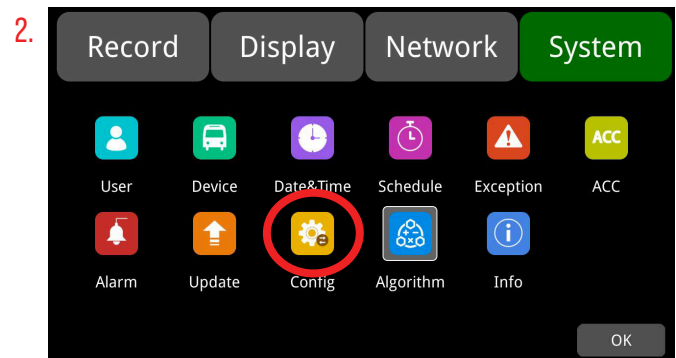 2.
Record Display Network System
ACC
User Device Date&Time Schedule Exception ACC
Alarm Update Config Algorithm Info
OK